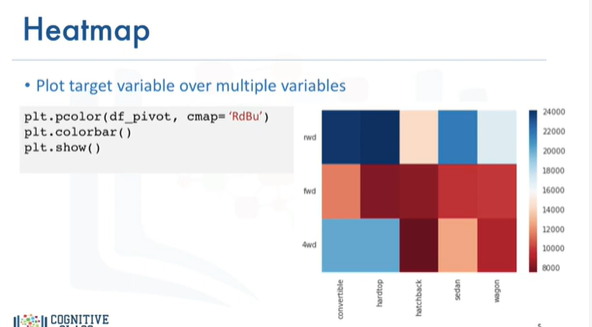 Heatmap
• Plot target variable over multiple variables
plt.pcolor(df_pivot, cmap='RdBu')
plt.colorbar()
plt.show()
rwd
fwd
4wd
convertible
hardtop
hatchback
sedan
wagon
24000
22000
20000
18000
16000
14000
12000
10000
8000
COGNITIVE